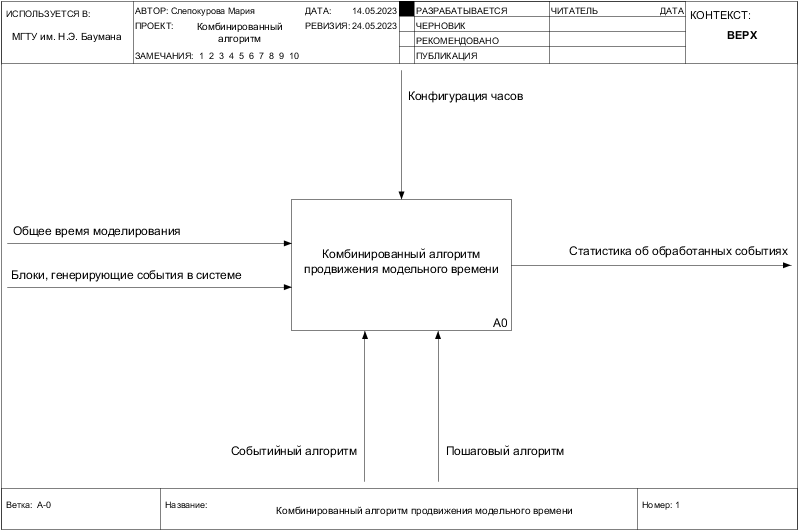 ИСПОЛЬЗУЕТСЯ В:
МГТУ им. Н.Э. Баумана
АВТОР: Слепокурова Мария
ДАТА: 14.05.2023
ПРОЕКТ: Комбинированный
алгоритм
РЕВИЗИЯ: 24.05.2023
ЗАМЕЧАНИЯ: 1 2 3 4 5 6 7 8 9 10
РАЗРАБАТЫВАЕТСЯ
ЧЕРНОВИК
РЕКОМЕНДОВАНО
ПУБЛИКАЦИЯ
ЧИТАТЕЛЬ ДАТА
КОНТЕКСТ:
ВЕРХ
Конфигурация часов
Общее время моделирования
Блоки, генерирующие события в системе
Комбинированный алгоритм
продвижения модельного времени
A0
Статистика об обработанных событиях
Событийный алгоритм
Пошаговый алгоритм
Ветка: A-0
Название: Комбинированный алгоритм продвижения модельного времени
Номер: 1